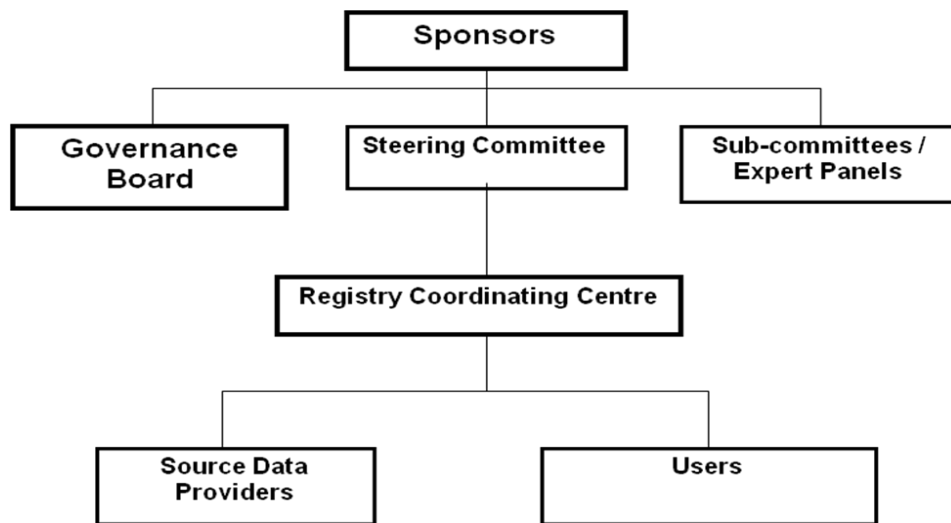 Sponsors
Governance
Board
Steering Committee
Sub-committees /
Expert Panels
Registry Coordinating Centre
Source Data
Providers
Users